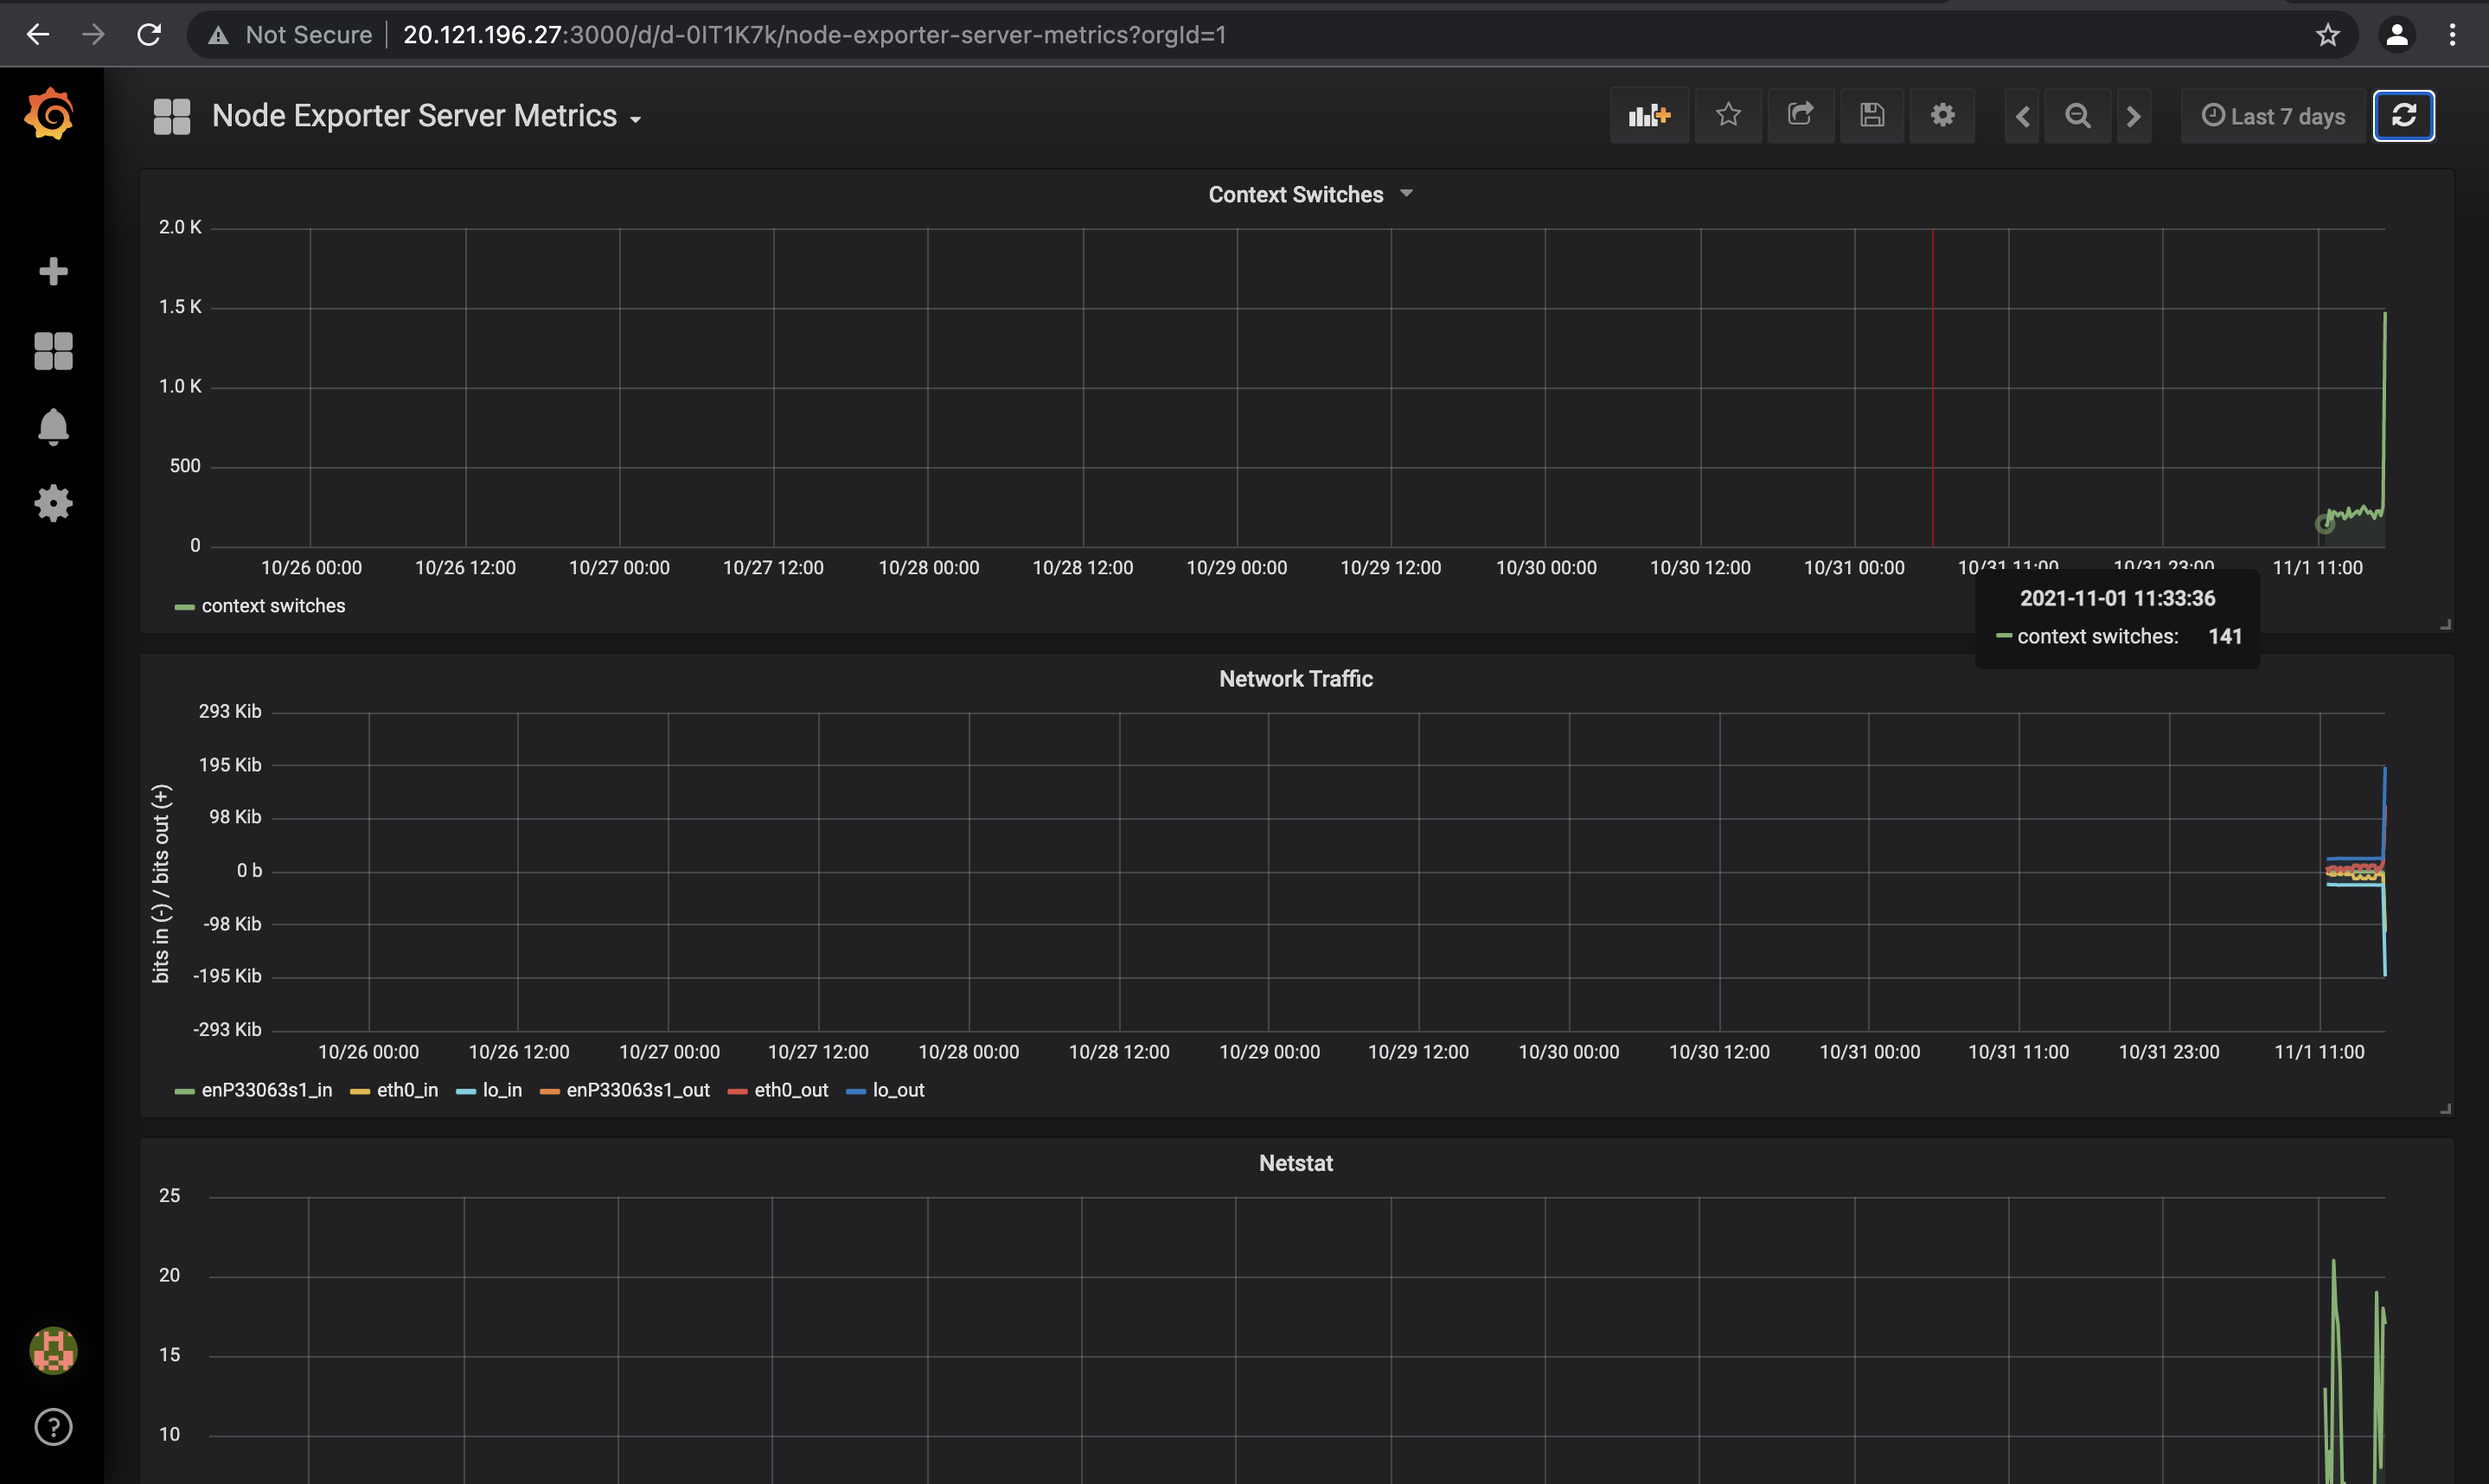 Not Secure 20.121.196.27:3000/d/d-0IT1K7k/node-exporter-server-metrics?orgId=1
Node Exporter Server Metrics
Last 7 days
Context Switches
2.0 K
1.5 K
1.0 K
500
0
10/26 00:00 10/26 12:00 10/27 00:00 10/27 12:00 10/28 00:00 10/28 12:00 10/29 00:00 10/29 12:00 10/30 00:00 10/30 12:00 10/31 00:00 10/31 11:00 10/31 23:00 11/1 11:00
context switches
2021-11-01 11:33:36
context switches: 141
Network Traffic
bits in (-) / bits out (+)
293 Kib
195 Kib
98 Kib
0 b
-98 Kib
-195 Kib
-293 Kib
10/26 00:00 10/26 12:00 10/27 00:00 10/27 12:00 10/28 00:00 10/28 12:00 10/29 00:00 10/29 12:00 10/30 00:00 10/30 12:00 10/31 00:00 10/31 11:00 10/31 23:00 11/1 11:00
enP33063s1_in eth0_in lo_in enP33063s1_out eth0_out lo_out
Netstat
25
20
15
10